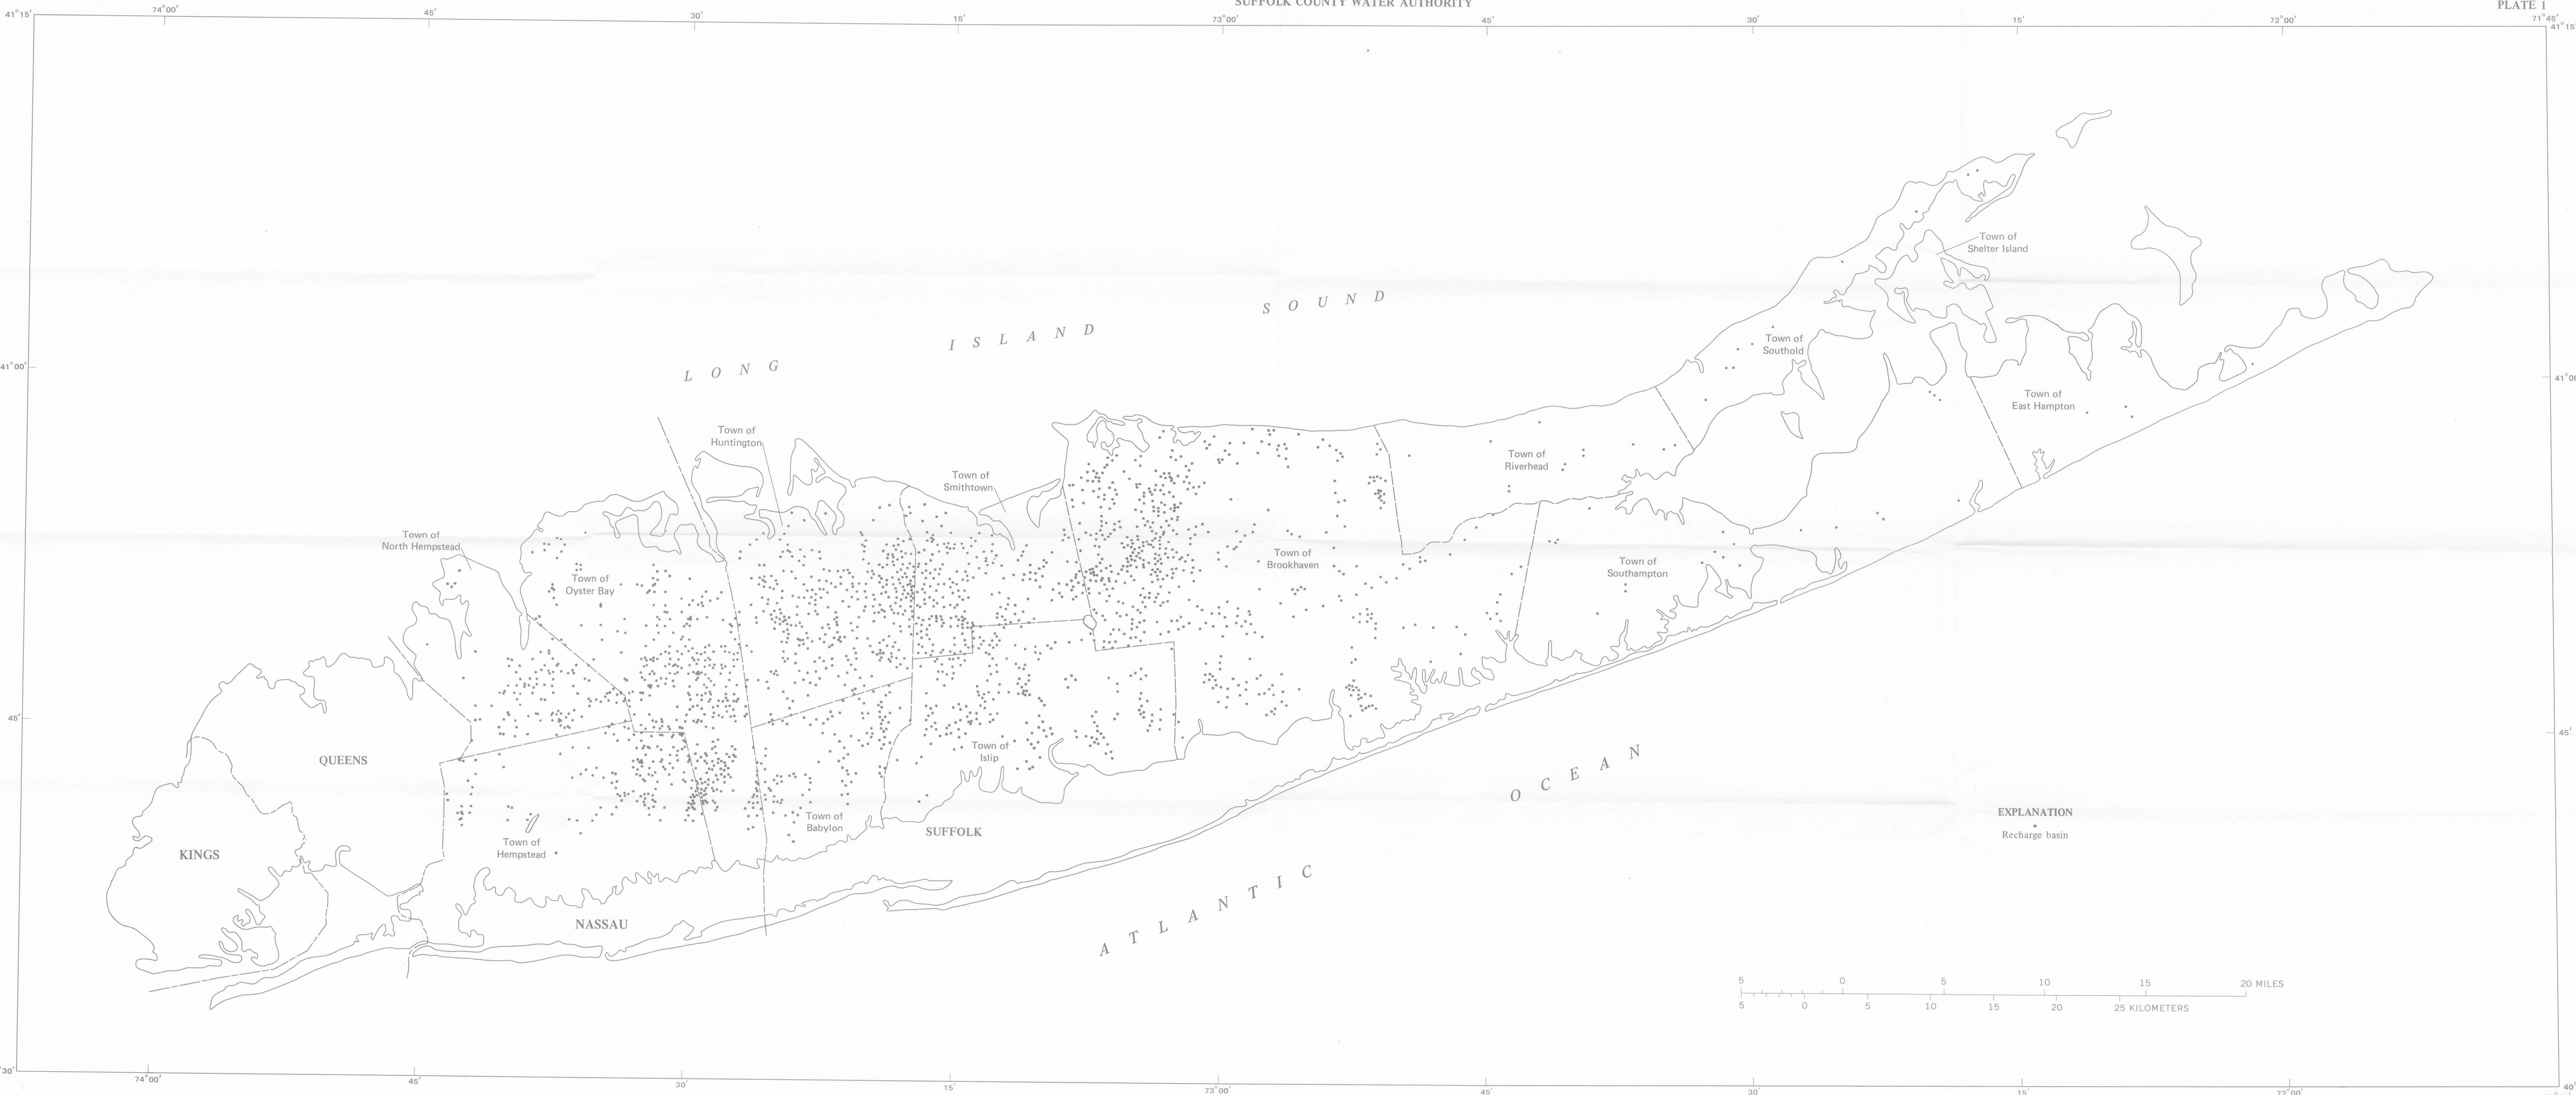 SUFFOLK COUNTY WATER AUTHORITY
PLATE 1
41°15'
74°00'
45'
30'
15'
73°00'
45'
30'
15'
72°00'
71°45'
41°15'
Town of
Shelter Island
LONG ISLAND SOUND
Town of
Southold
41°00'
41°00'
Town of
East Hampton
Town of
Huntington
Town of
Smithtown
Town of
Riverhead
Town of
North Hempstead
Town of
Oyster Bay
Town of
Brookhaven
Town of
Southampton
45'
45'
QUEENS
Town of
Islip
ATLANTIC OCEAN
EXPLANATION
Recharge basin
Town of
Babylon
SUFFOLK
Town of
Hempstead
KINGS
NASSAU
5 0 5 10 15 20 MILES
5 0 5 10 15 20 25 KILOMETERS
30'
40°
74°00'
45'
30'
15'
73°00'
45'
30'
15'
72°00'